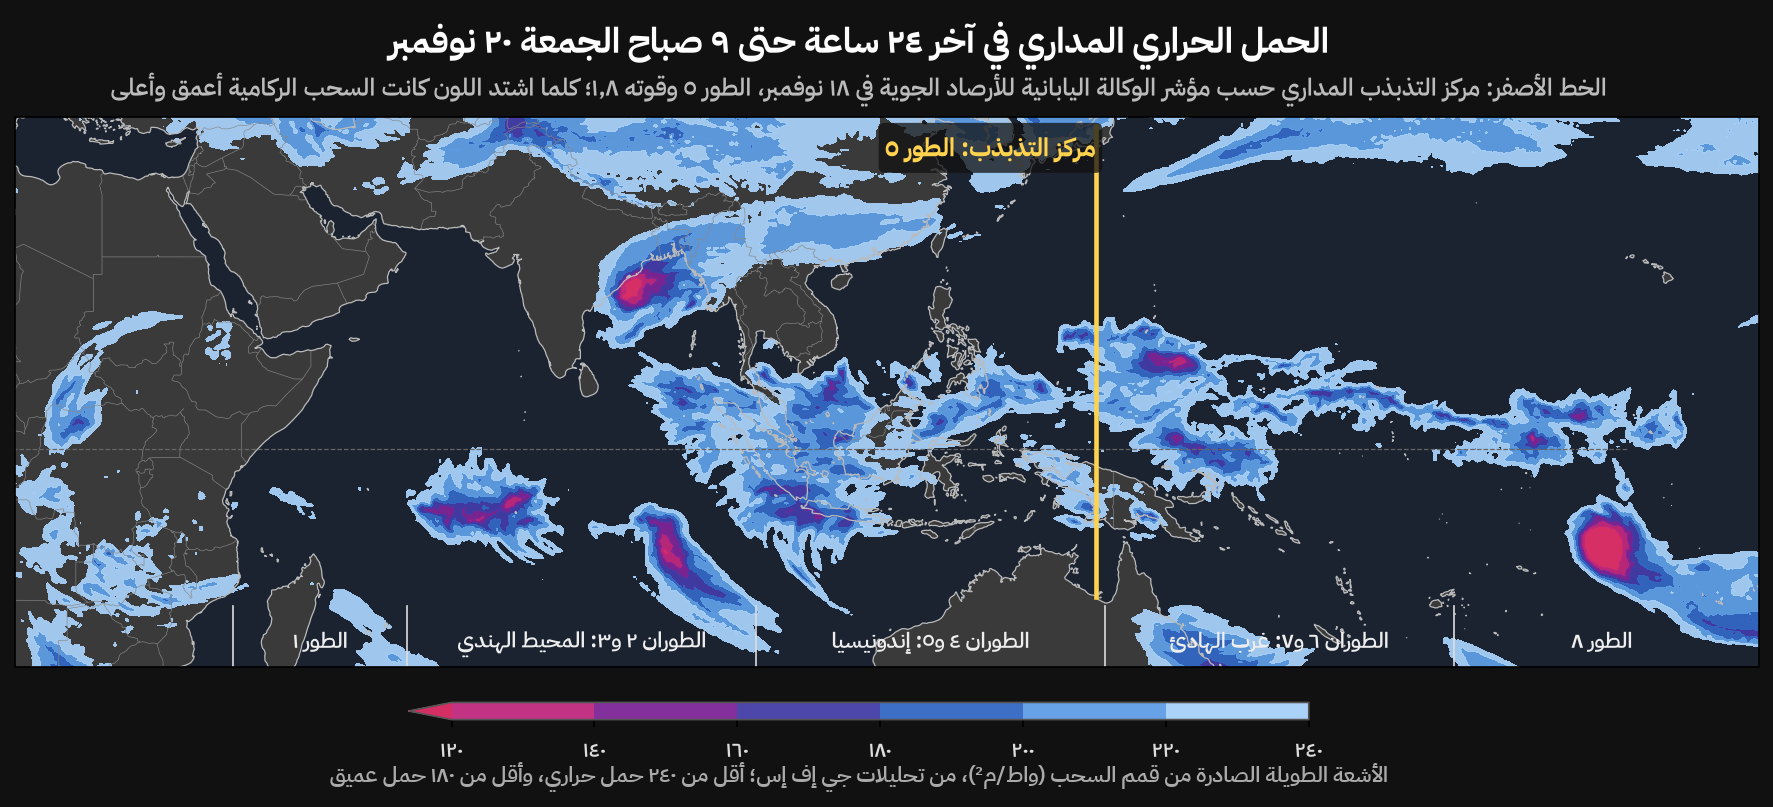 الحمل الحراري المداري في آخر ٢٤ ساعة حتى ٩ صباح الجمعة ٢٠ نوفمبر
الخط الأصفر: مركز التذبذب المداري حسب مؤشر الوكالة اليابانية للأرصاد الجوية في ١٨ نوفمبر، الطور ٥ وقوته ١,٨؛ كلما اشتد اللون كانت السحب الركامية أعمق وأعلى
مركز التذبذب: الطور ٥
الطور ١
الطوران ٢ و٣: المحيط الهندي
الطوران ٤ و٥: إندونيسيا
الطوران ٦ و٧: غرب الهادئ
الطور ٨
١٢٠ ١٤٠ ١٦٠ ١٨٠ ٢٠٠ ٢٢٠ ٢٤٠
الأشعة الطويلة الصادرة من قمم السحب (واط/م²)، من تحليلات جي إف إس؛ أقل من ٢٤٠ حمل حراري، وأقل من ١٨٠ حمل عميق